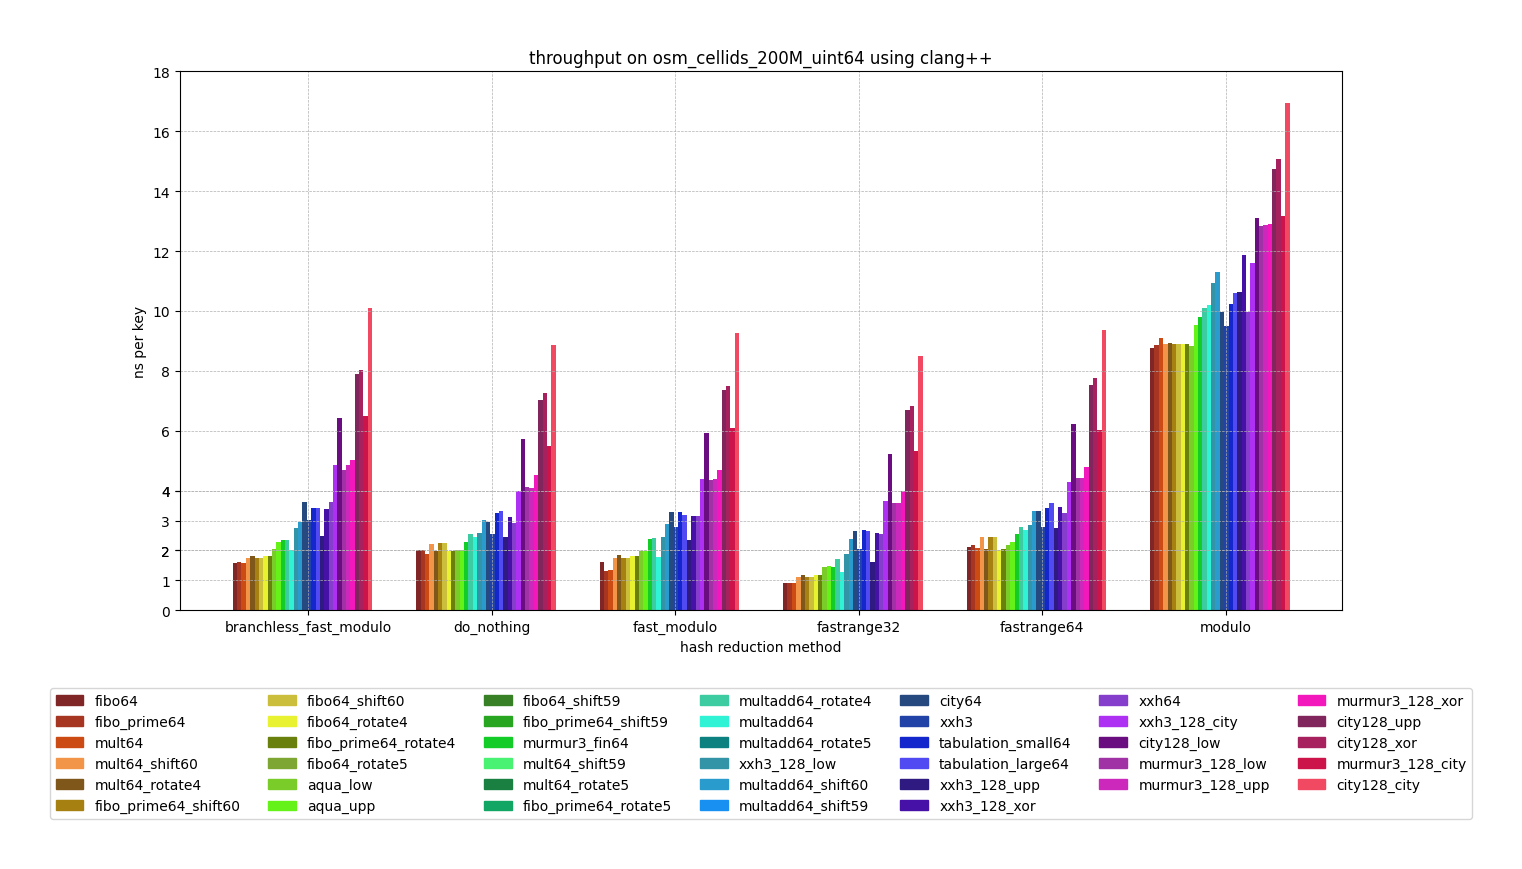 throughput on osm_cellids_200M_uint64 using clang++
18
16
14
12
10
8
6
4
3
2
1
0
ns per key
branchless_fast_modulo do_nothing fast_modulo fastrange32 fastrange64 modulo
hash reduction method
fibo64 fibo64_shift60 fibo64_shift59 multadd64_rotate4 city64 xxh64 murmur3_128_xor
fibo_prime64 fibo64_rotate4 fibo_prime64_shift59 multadd64 xxh3 xxh3_128_city city128_upp
mult64 fibo_prime64_rotate4 murmur3_fin64 multadd64_rotate5 tabulation_small64 city128_low city128_xor
mult64_shift60 fibo64_rotate5 mult64_shift59 xxh3_128_low tabulation_large64 murmur3_128_low murmur3_128_city
mult64_rotate4 aqua_low mult64_rotate5 multadd64_shift60 xxh3_128_upp murmur3_128_upp city128_city
fibo_prime64_shift60 aqua_upp fibo_prime64_rotate5 multadd64_shift59 xxh3_128_xor